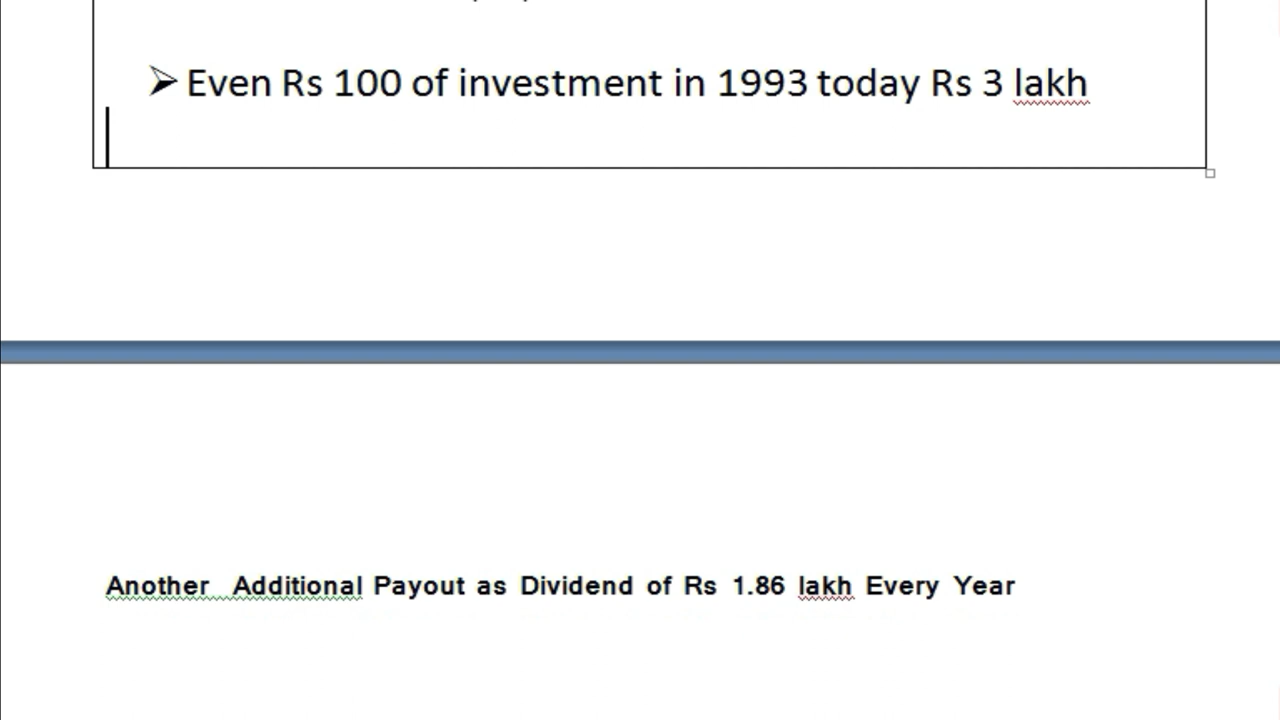 ➢ Even Rs 100 of investment in 1993 today Rs 3 lakh
Another Additional Payout as Dividend of Rs 1.86 lakh Every Year